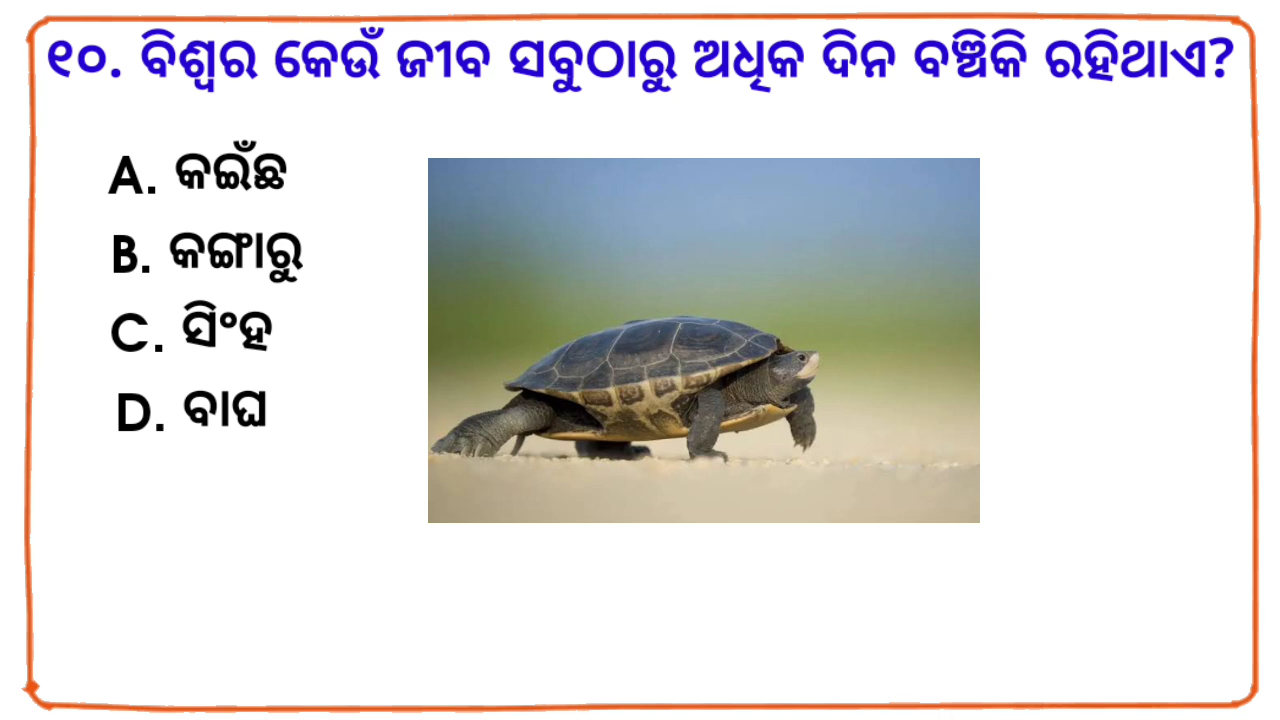 ୧୦. ବିଶ୍ୱର କେଉଁ ଜୀବ ସବୁଠାରୁ ଅଧିକ ଦିନ ବଞ୍ଚିକି ରହିଥାଏ?
A. କଇଁଛ
B. କଙ୍ଗାରୁ
C. ସିଂହ
D. ବାଘ